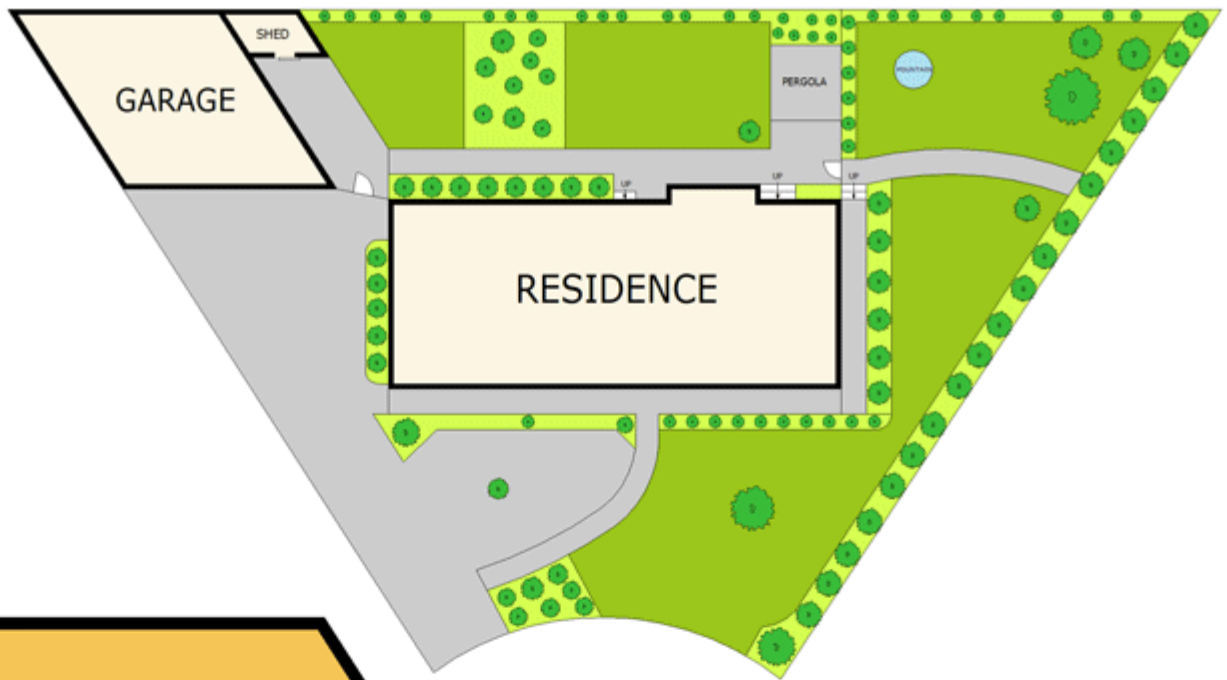 SHED
GARAGE
PERGOLA
FOUNTAIN
UP
UP
UP
RESIDENCE